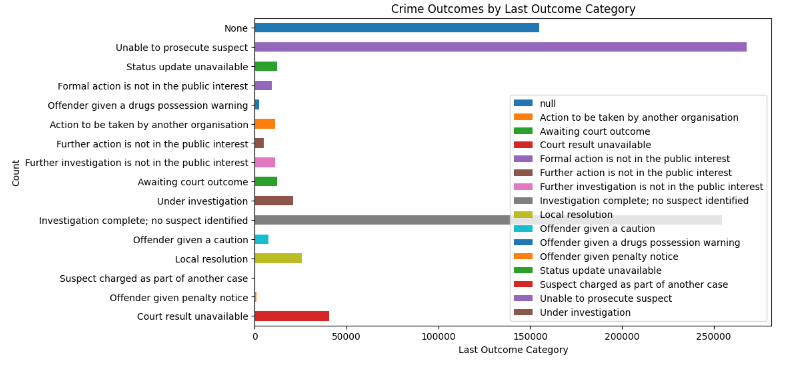 Crime Outcomes by Last Outcome Category
None
Unable to prosecute suspect
Status update unavailable
Formal action is not in the public interest
Offender given a drugs possession warning
Action to be taken by another organisation
Further action is not in the public interest
Further investigation is not in the public interest
Awaiting court outcome
Under investigation
Investigation complete; no suspect identified
Offender given a caution
Local resolution
Suspect charged as part of another case
Offender given penalty notice
Court result unavailable
Count
null
Action to be taken by another organisation
Awaiting court outcome
Court result unavailable
Formal action is not in the public interest
Further action is not in the public interest
Further investigation is not in the public interest
Investigation complete; no suspect identified
Local resolution
Offender given a caution
Offender given a drugs possession warning
Offender given penalty notice
Status update unavailable
Suspect charged as part of another case
Unable to prosecute suspect
Under investigation
0 50000 100000 150000 200000 250000
Last Outcome Category